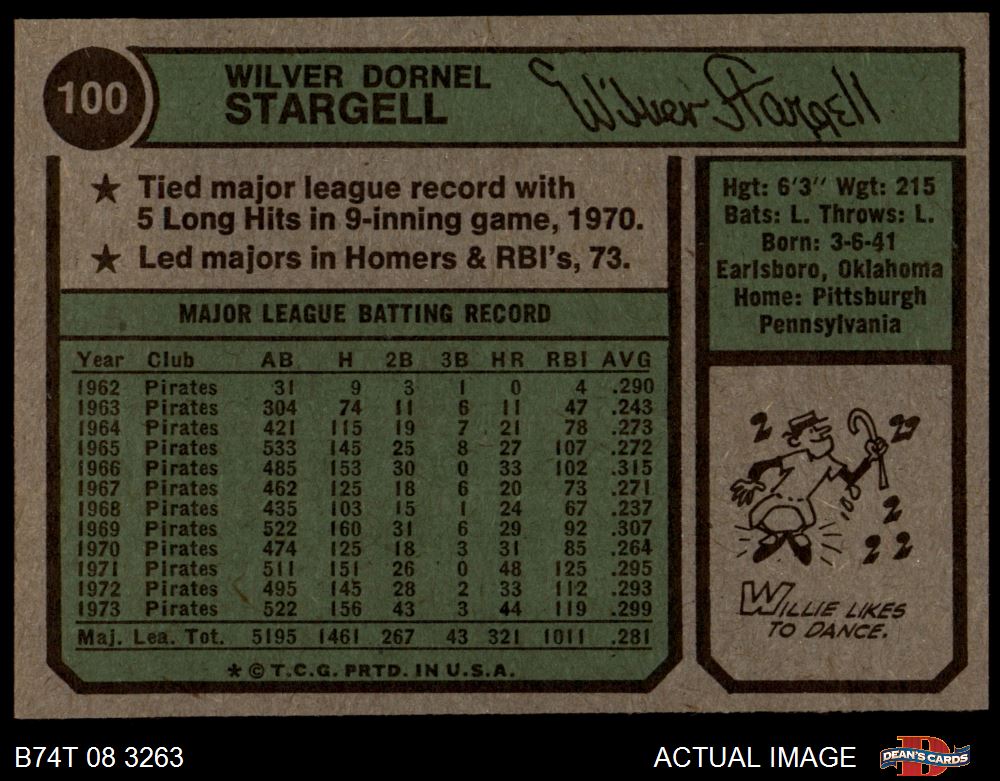 100
WILVER DORNEL
STARGELL
Wilver Stargell
★ Tied major league record with
5 Long Hits in 9-inning game, 1970.
★ Led majors in Homers & RBI's, 73.
Hgt: 6'3'' Wgt: 215
Bats: L. Throws: L.
Born: 3-6-41
Earlsboro, Oklahoma
Home: Pittsburgh
Pennsylvania
MAJOR LEAGUE BATTING RECORD
Year Club AB H 2B 3B HR RBI AVG
1962 Pirates 31 9 3 1 0 4 .290
1963 Pirates 304 74 11 6 11 47 .243
1964 Pirates 421 115 19 7 21 78 .273
1965 Pirates 533 145 25 8 27 107 .272
1966 Pirates 485 153 30 0 33 102 .315
1967 Pirates 462 125 18 6 20 73 .271
1968 Pirates 435 103 15 1 24 67 .237
1969 Pirates 522 160 31 6 29 92 .307
1970 Pirates 474 125 18 3 31 85 .264
1971 Pirates 511 151 26 0 48 125 .295
1972 Pirates 495 145 28 2 33 112 .293
1973 Pirates 522 156 43 3 44 119 .299
Maj. Lea. Tot. 5195 1461 267 43 321 1011 .281
* © T.C.G. PRTD. IN U.S.A.
WILLIE LIKES
TO DANCE.
B74T 08 3263
ACTUAL IMAGE
DEAN'S CARDS